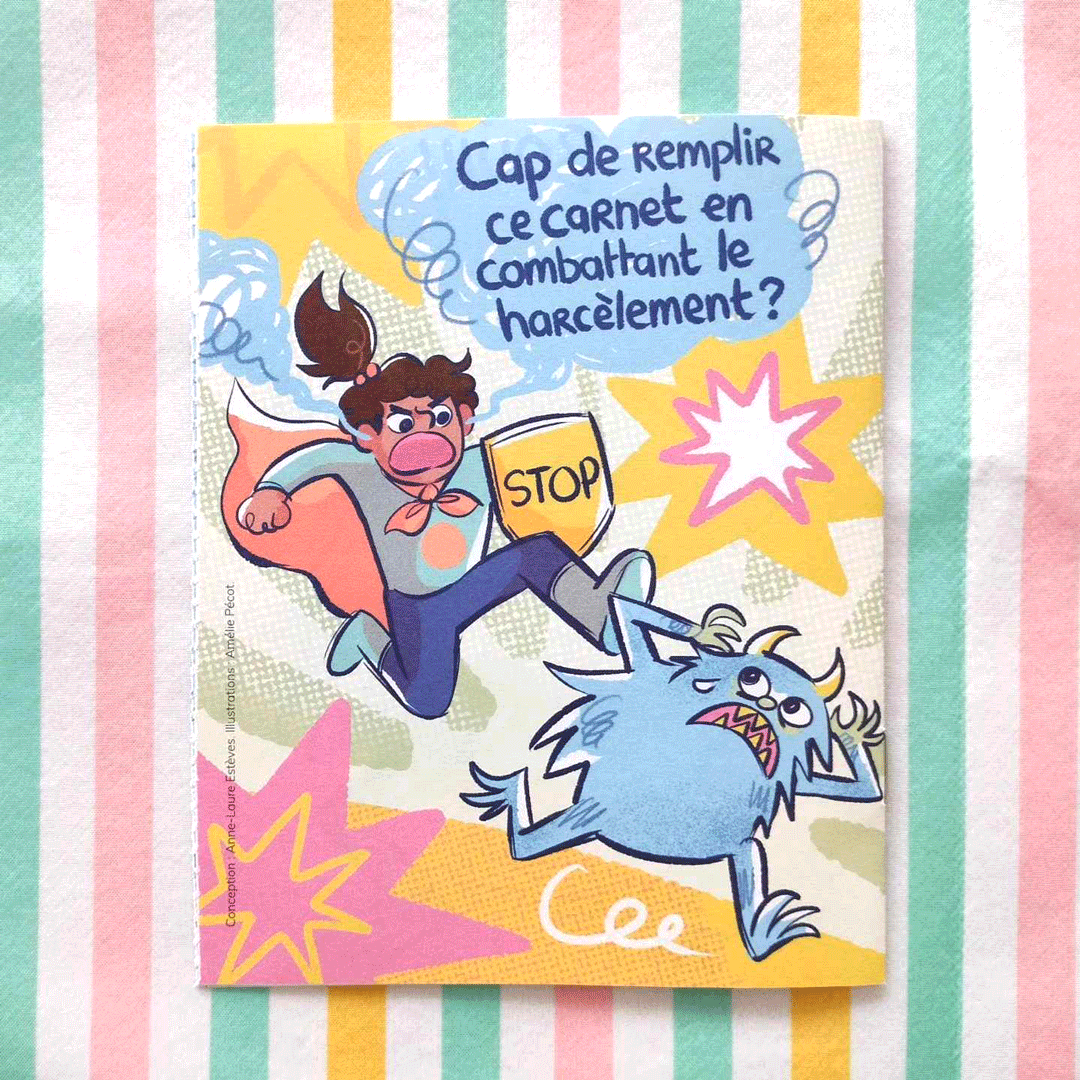 Cap de remplir
ce carnet en
combattant le
harcèlement ?
STOP
Conception : Anne-Laure Estèves. Illustrations : Amélie Pécot